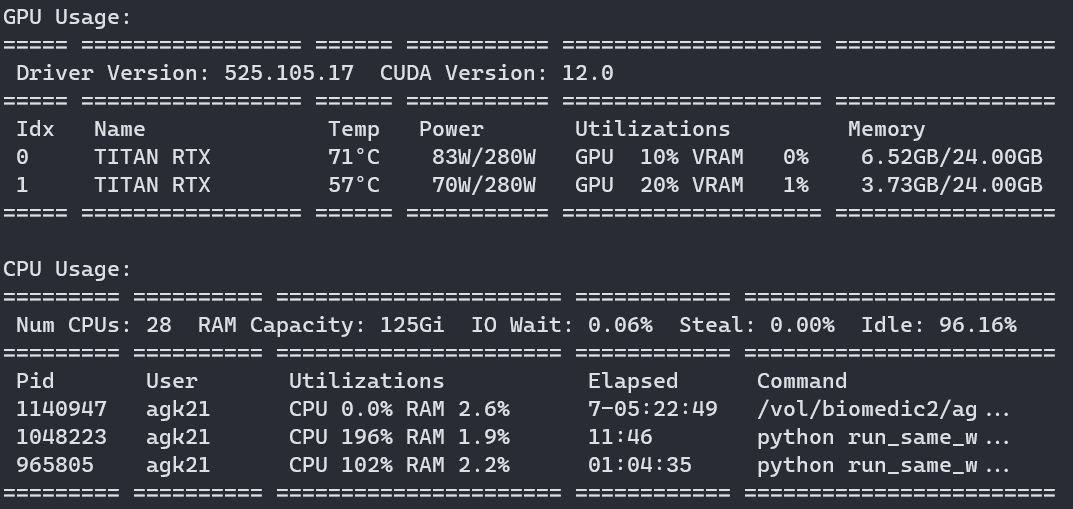 GPU Usage:
===== ================= ====== =========== ==================== =================
 Driver Version: 525.105.17  CUDA Version: 12.0
===== ================= ====== =========== ==================== =================
 Idx   Name              Temp   Power       Utilizations         Memory
 0     TITAN RTX         71°C    83W/280W   GPU  10% VRAM   0%    6.52GB/24.00GB
 1     TITAN RTX         57°C    70W/280W   GPU  20% VRAM   1%    3.73GB/24.00GB
===== ================= ====== =========== ==================== =================
CPU Usage:
========= ========== ====================== ============ ========================
 Num CPUs: 28  RAM Capacity: 125Gi  IO Wait: 0.06%  Steal: 0.00%  Idle: 96.16%
========= ========== ====================== ============ ========================
 Pid       User       Utilizations           Elapsed      Command
 1140947   agk21      CPU 0.0% RAM 2.6%      7-05:22:49   /vol/biomedic2/ag...
 1048223   agk21      CPU 196% RAM 1.9%      11:46        python run_same_w...
 965805    agk21      CPU 102% RAM 2.2%      01:04:35     python run_same_w...
========= ========== ====================== ============ ========================